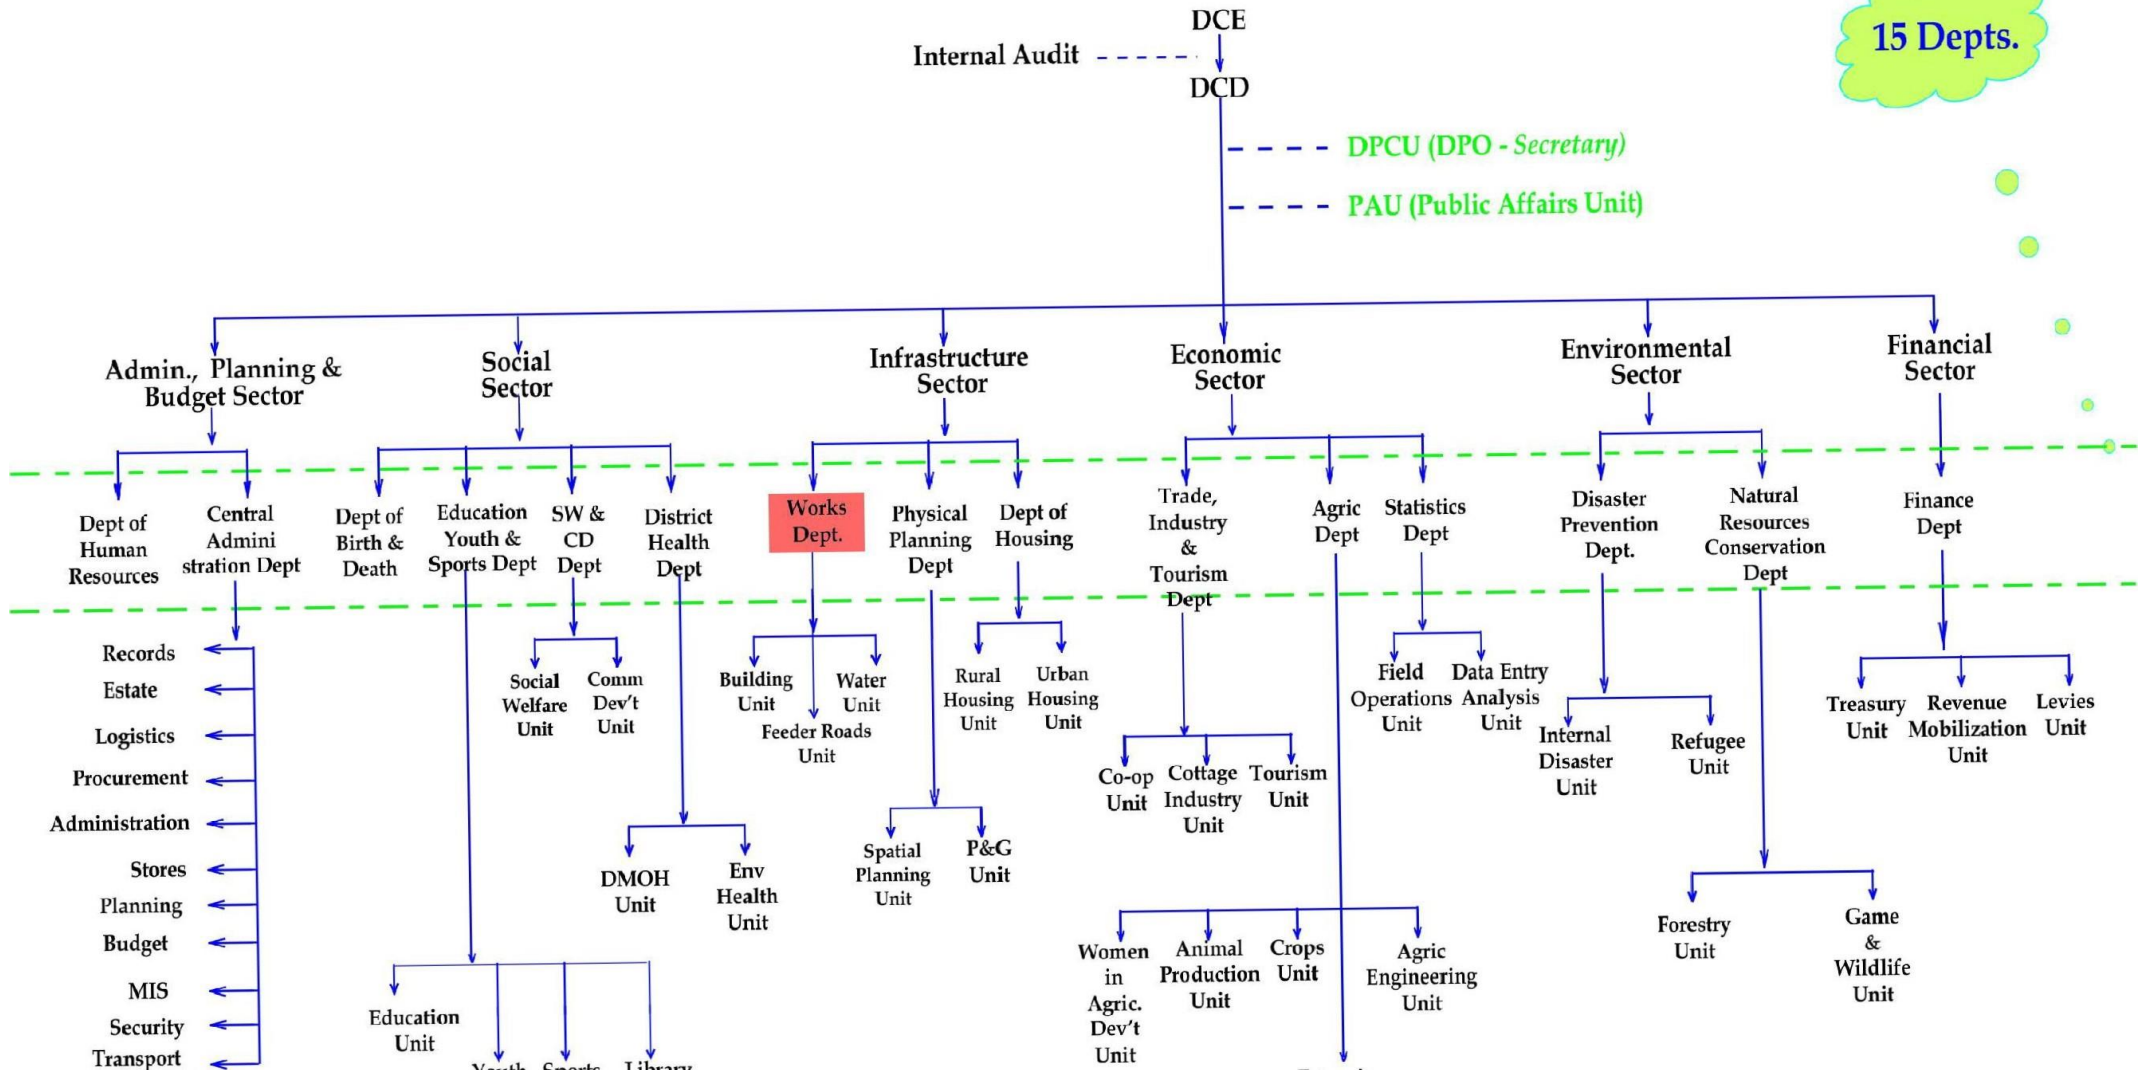 DCE
15 Depts.
Internal Audit
DCD
DPCU (DPO - Secretary)
PAU (Public Affairs Unit)
Admin., Planning &
Budget Sector
Social
Sector
Infrastructure
Sector
Economic
Sector
Environmental
Sector
Financial
Sector
Dept of
Human
Resources
Central
Admini
stration Dept
Dept of
Birth &
Death
Education
Youth &
Sports Dept
SW &
CD
Dept
District
Health
Dept
Works
Dept.
Physical
Planning
Dept
Dept of
Housing
Trade,
Industry
&
Tourism
Dept
Agric
Dept
Statistics
Dept
Disaster
Prevention
Dept.
Natural
Resources
Conservation
Dept
Finance
Dept
Records
Estate
Logistics
Procurement
Administration
Stores
Planning
Budget
MIS
Security
Transport
Education
Unit
Youth
Sports
Library
Social
Welfare
Unit
Comm
Dev't
Unit
DMOH
Unit
Env
Health
Unit
Building
Unit
Feeder Roads
Unit
Water
Unit
Spatial
Planning
Unit
P&G
Unit
Rural
Housing
Unit
Urban
Housing
Unit
Co-op
Unit
Cottage
Industry
Unit
Tourism
Unit
Women
in
Agric.
Dev't
Unit
Animal
Production
Unit
Crops
Unit
Agric
Engineering
Unit
Field
Operations
Unit
Data Entry
Analysis
Unit
Internal
Disaster
Unit
Refugee
Unit
Forestry
Unit
Game
&
Wildlife
Unit
Treasury
Unit
Revenue
Mobilization
Unit
Levies
Unit